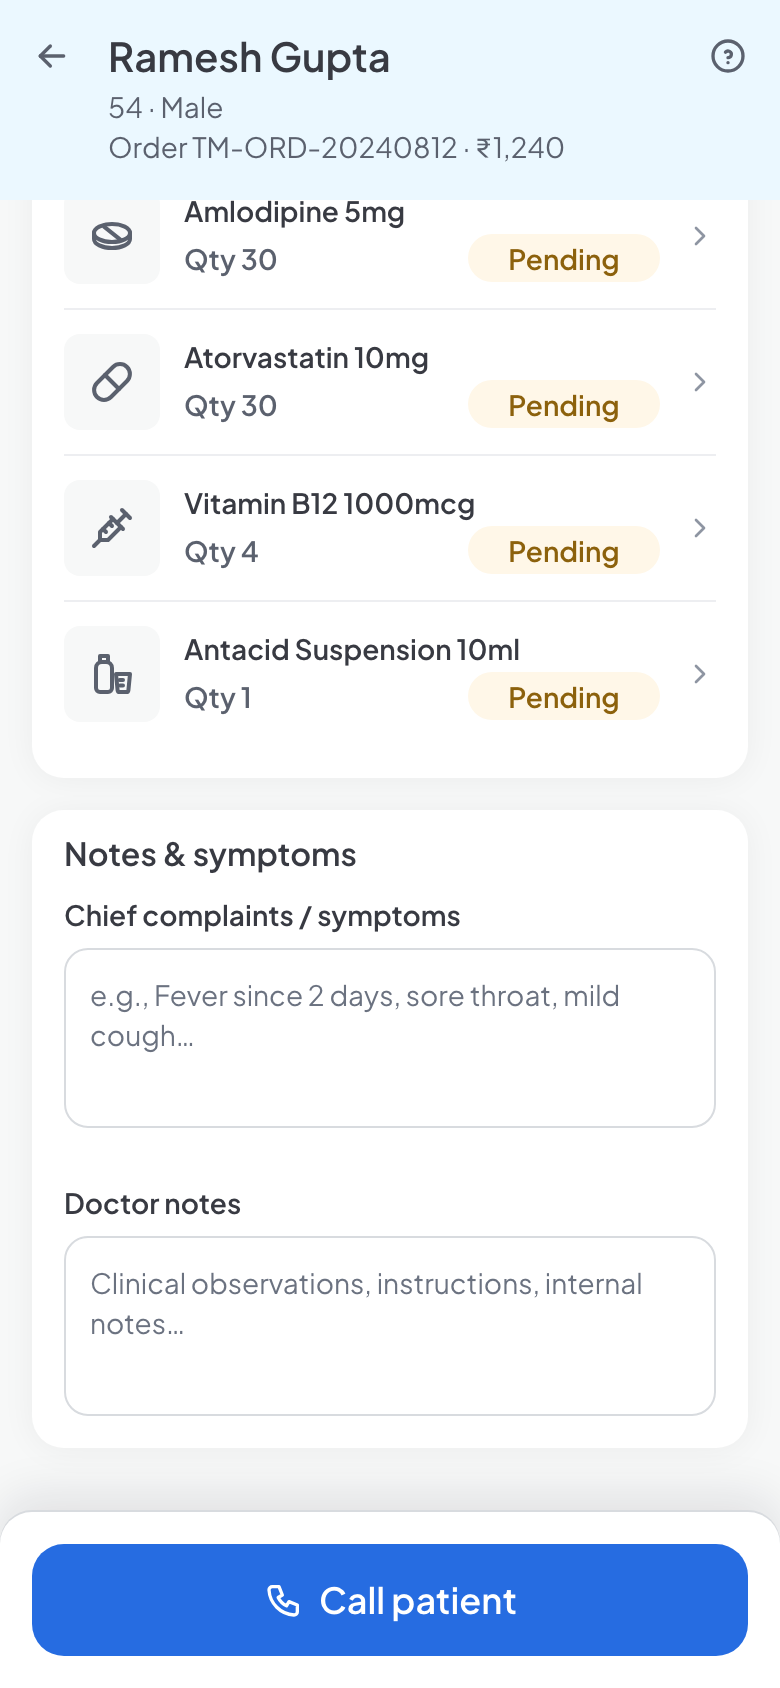 Ramesh Gupta
54 · Male
Order TM-ORD-20240812 · ₹1,240
Amlodipine 5mg
Qty 30
Pending
Atorvastatin 10mg
Qty 30
Pending
Vitamin B12 1000mcg
Qty 4
Pending
Antacid Suspension 10ml
Qty 1
Pending
Notes & symptoms
Chief complaints / symptoms
e.g., Fever since 2 days, sore throat, mild
cough…
Doctor notes
Clinical observations, instructions, internal
notes…
Call patient